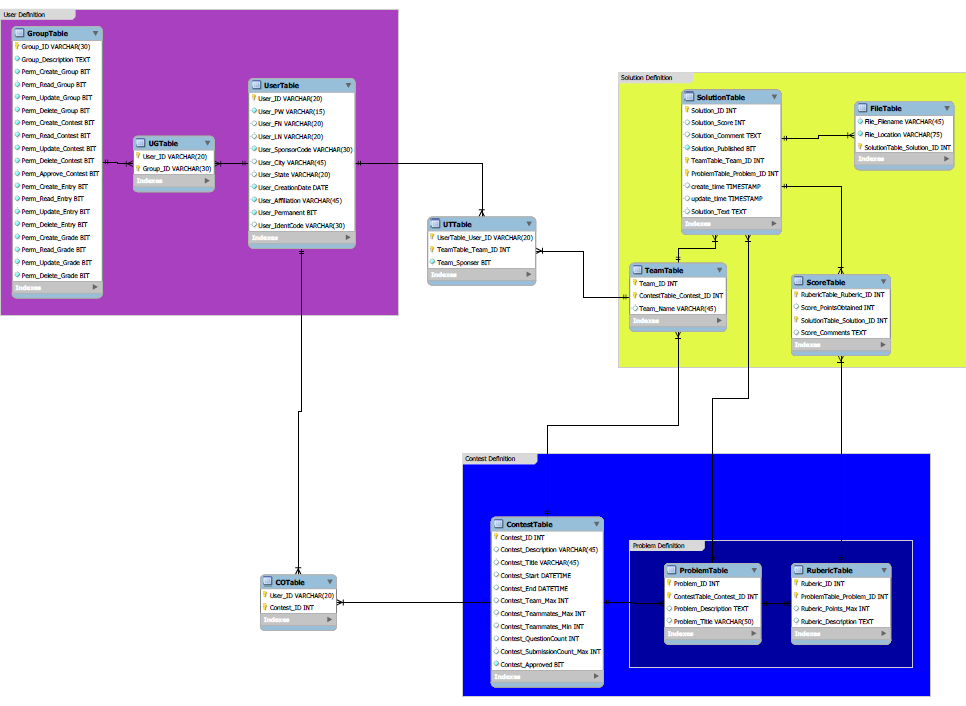 User Definition
GroupTable
Group_ID VARCHAR(30)
Group_Description TEXT
Perm_Create_Group BIT
Perm_Read_Group BIT
Perm_Update_Group BIT
Perm_Delete_Group BIT
Perm_Create_Contest BIT
Perm_Read_Contest BIT
Perm_Update_Contest BIT
Perm_Delete_Contest BIT
Perm_Approve_Contest BIT
Perm_Create_Entry BIT
Perm_Read_Entry BIT
Perm_Update_Entry BIT
Perm_Delete_Entry BIT
Perm_Create_Grade BIT
Perm_Read_Grade BIT
Perm_Update_Grade BIT
Perm_Delete_Grade BIT
Indexes
UGTable
User_ID VARCHAR(20)
Group_ID VARCHAR(30)
Indexes
UserTable
User_ID VARCHAR(20)
User_PW VARCHAR(15)
User_FN VARCHAR(20)
User_LN VARCHAR(20)
User_SponsorCode VARCHAR(30)
User_City VARCHAR(45)
User_State VARCHAR(20)
User_CreationDate DATE
User_Affiliation VARCHAR(45)
User_Permanent BIT
User_IdentCode VARCHAR(30)
Indexes
UTTable
UserTable_User_ID VARCHAR(20)
TeamTable_Team_ID INT
Team_Sponser BIT
Indexes
Solution Definition
SolutionTable
Solution_ID INT
Solution_Score INT
Solution_Comment TEXT
Solution_Published BIT
TeamTable_Team_ID INT
ProblemTable_Problem_ID INT
create_time TIMESTAMP
update_time TIMESTAMP
Solution_Text TEXT
Indexes
FileTable
File_Filename VARCHAR(45)
File_Location VARCHAR(75)
SolutionTable_Solution_ID INT
Indexes
TeamTable
Team_ID INT
ContestTable_Contest_ID INT
Team_Name VARCHAR(45)
Indexes
ScoreTable
RubericTable_Ruberic_ID INT
Score_PointsObtained INT
SolutionTable_Solution_ID INT
Score_Comments TEXT
Indexes
COTable
User_ID VARCHAR(20)
Contest_ID INT
Indexes
Contest Definition
ContestTable
Contest_ID INT
Contest_Description VARCHAR(45)
Contest_Title VARCHAR(45)
Contest_Start DATETIME
Contest_End DATETIME
Contest_Team_Max INT
Contest_Teammates_Max INT
Contest_Teammates_Min INT
Contest_QuestionCount INT
Contest_SubmissionCount_Max INT
Contest_Approved BIT
Indexes
Problem Definition
ProblemTable
Problem_ID INT
ContestTable_Contest_ID INT
Problem_Description TEXT
Problem_Title VARCHAR(50)
Indexes
RubericTable
Ruberic_ID INT
ProblemTable_Problem_ID INT
Ruberic_Points_Max INT
Ruberic_Description TEXT
Indexes